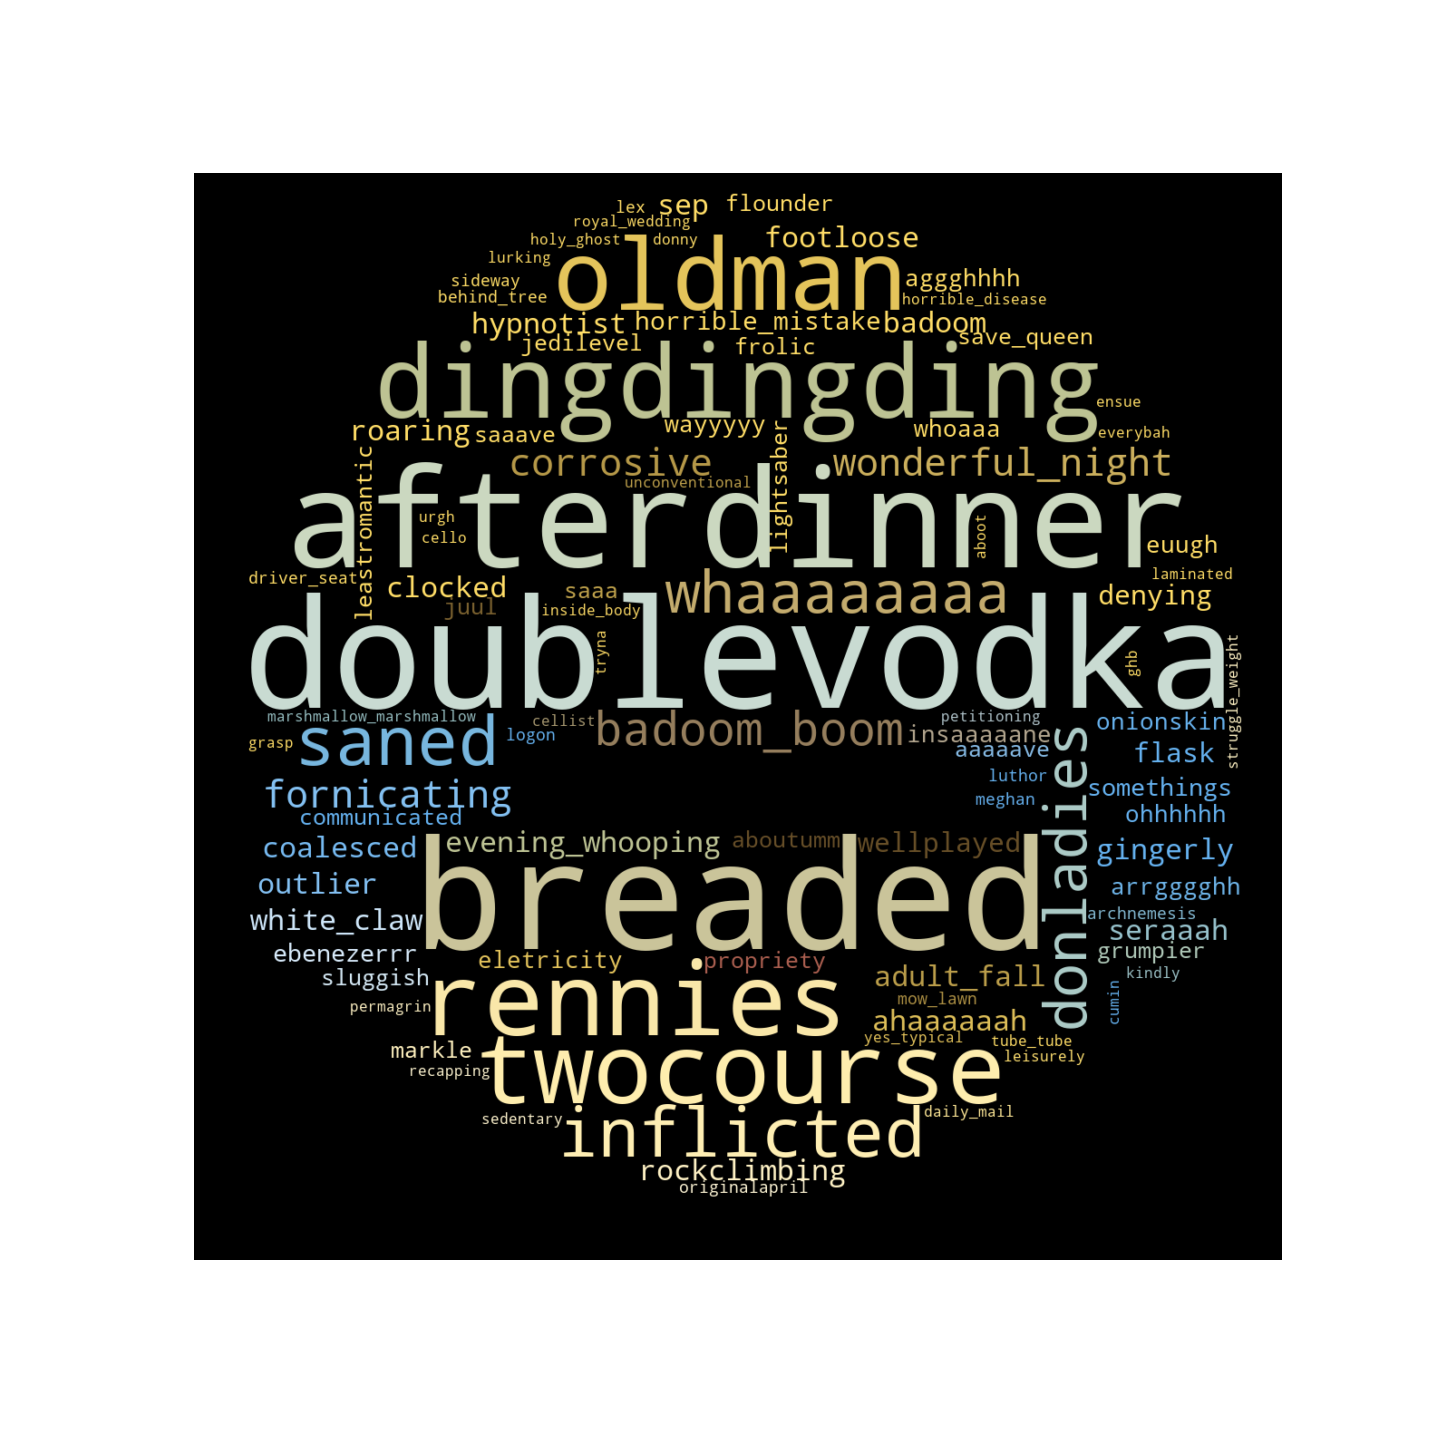 lex sep flounder
royal_wedding
holy_ghost donny footloose
lurking
oldman
sideway aggghhhh
behind_tree horrible_disease
hypnotist horrible_mistake badoom
jedilevel frolic save_queen
dingdingding
ensue
roaring saaave wayyyyy whoaaa everybah
corrosive wonderful_night
unconventional
leastromantic
lightsaber
afterdinner
urgh
cello
aboot
euugh
driver_seat clocked saaa whaaaaaaaa laminated
juul inside_body denying
doublevodka
tryna
ghb
struggle_weight
marshmallow_marshmallow cellist badoom_boom petitioning onionskin
grasp saned logon insaaaaane
aaaaave flask
luthor
fornicating meghan somethings
communicated ohhhhhh
donladies
coalesced evening_whooping aboutumm wellplayed gingerly
outlier breaded arrgggghh
white_claw archnemesis
seraaah
ebenezerrr eletricity propriety grumpier
sluggish rennies adult_fall kindly
permagrin mow_lawn cumin
ahaaaaaah
yes_typical tube_tube
markle twocourse leisurely
recapping
sedentary inflicted daily_mail
rockclimbing
originalapril